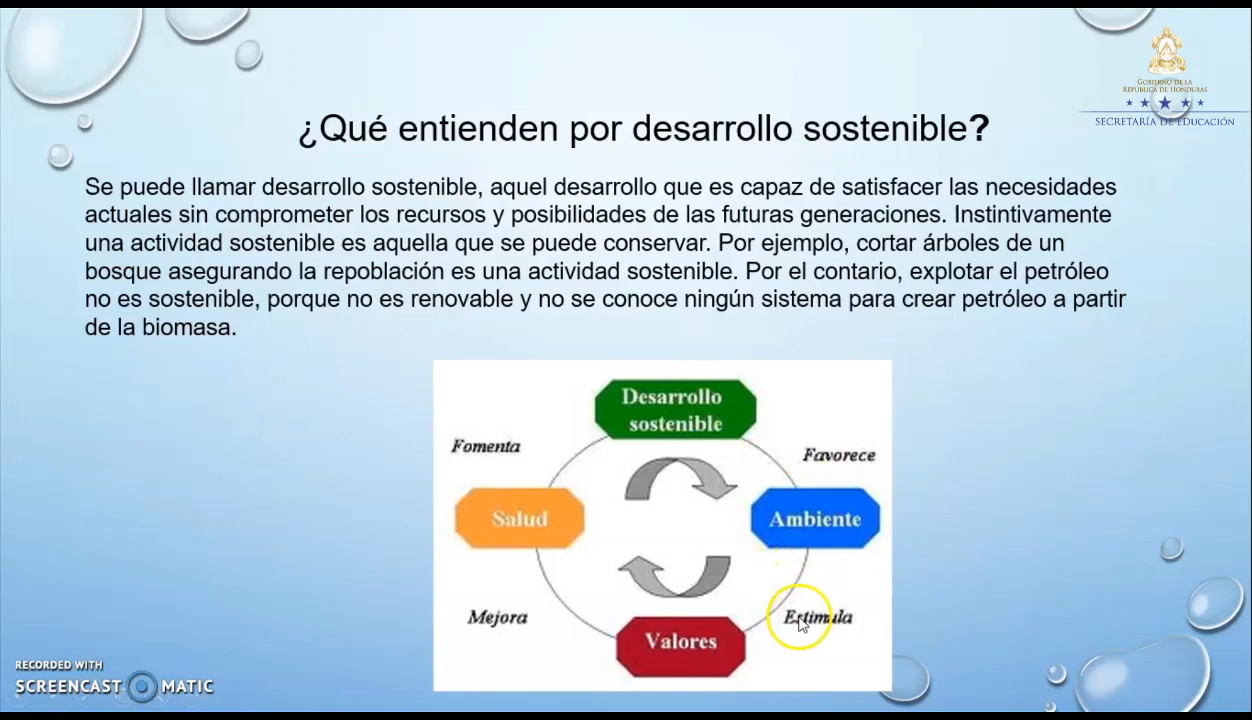 GOBIERNO DE LA
REPÚBLICA DE HONDURAS
SECRETARÍA DE EDUCACIÓN
¿Qué entienden por desarrollo sostenible?
Se puede llamar desarrollo sostenible, aquel desarrollo que es capaz de satisfacer las necesidades
actuales sin comprometer los recursos y posibilidades de las futuras generaciones. Instintivamente
una actividad sostenible es aquella que se puede conservar. Por ejemplo, cortar árboles de un
bosque asegurando la repoblación es una actividad sostenible. Por el contario, explotar el petróleo
no es sostenible, porque no es renovable y no se conoce ningún sistema para crear petróleo a partir
de la biomasa.
Desarrollo
sostenible
Fomenta
Favorece
Salud
Ambiente
Mejora
Estimula
Valores
RECORDED WITH
SCREENCAST MATIC